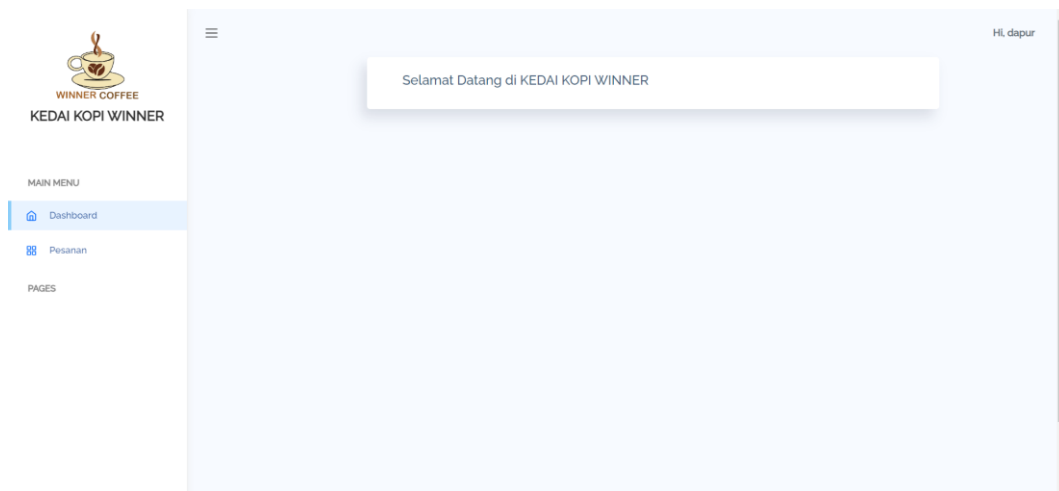 WINNER COFFEE
KEDAI KOPI WINNER
MAIN MENU
Dashboard
Pesanan
PAGES
Hi, dapur
Selamat Datang di KEDAI KOPI WINNER